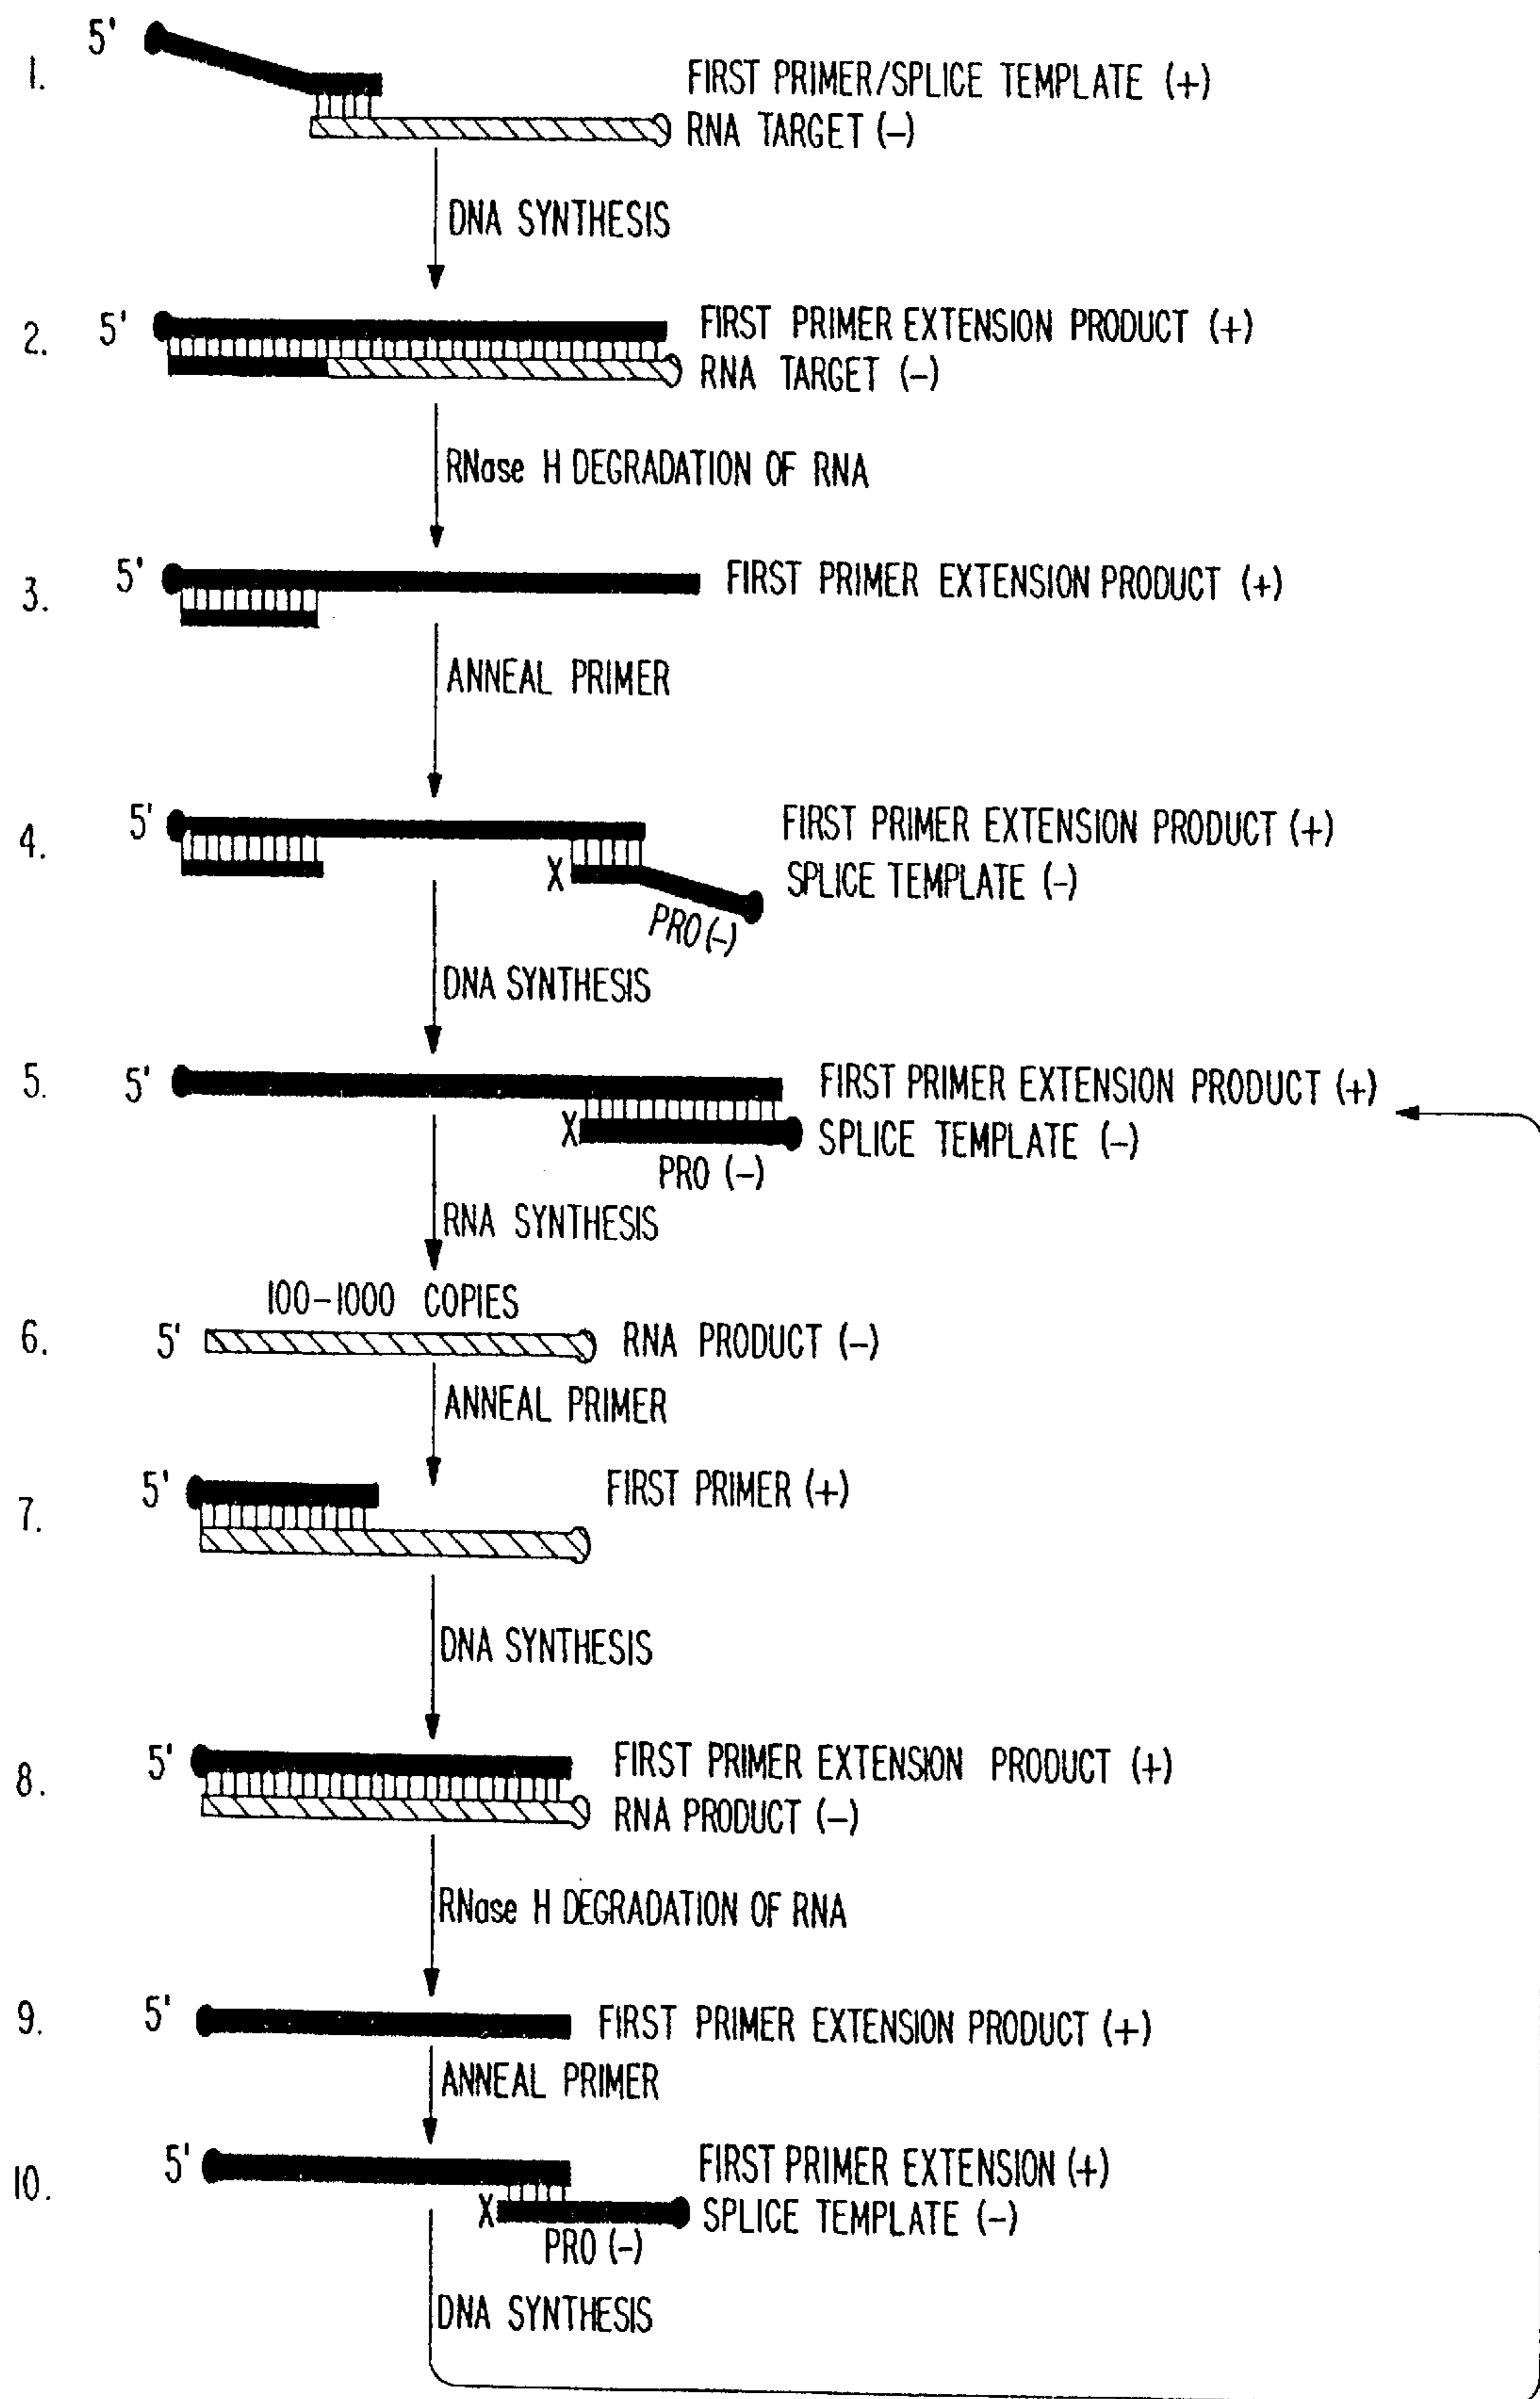 1.
5'
FIRST PRIMER/SPLICE TEMPLATE (+)
RNA TARGET (-)
DNA SYNTHESIS
2.
5'
FIRST PRIMER EXTENSION PRODUCT (+)
RNA TARGET (-)
RNase H DEGRADATION OF RNA
3.
5'
FIRST PRIMER EXTENSION PRODUCT (+)
ANNEAL PRIMER
4.
5'
FIRST PRIMER EXTENSION PRODUCT (+)
X
SPLICE TEMPLATE (-)
PRO (-)
DNA SYNTHESIS
5.
5'
FIRST PRIMER EXTENSION PRODUCT (+)
X
SPLICE TEMPLATE (-)
PRO (-)
RNA SYNTHESIS
100-1000 COPIES
6.
5'
RNA PRODUCT (-)
ANNEAL PRIMER
7.
5'
FIRST PRIMER (+)
DNA SYNTHESIS
8.
5'
FIRST PRIMER EXTENSION PRODUCT (+)
RNA PRODUCT (-)
RNase H DEGRADATION OF RNA
9.
5'
FIRST PRIMER EXTENSION PRODUCT (+)
ANNEAL PRIMER
10.
5'
FIRST PRIMER EXTENSION (+)
X
SPLICE TEMPLATE (-)
PRO (-)
DNA SYNTHESIS